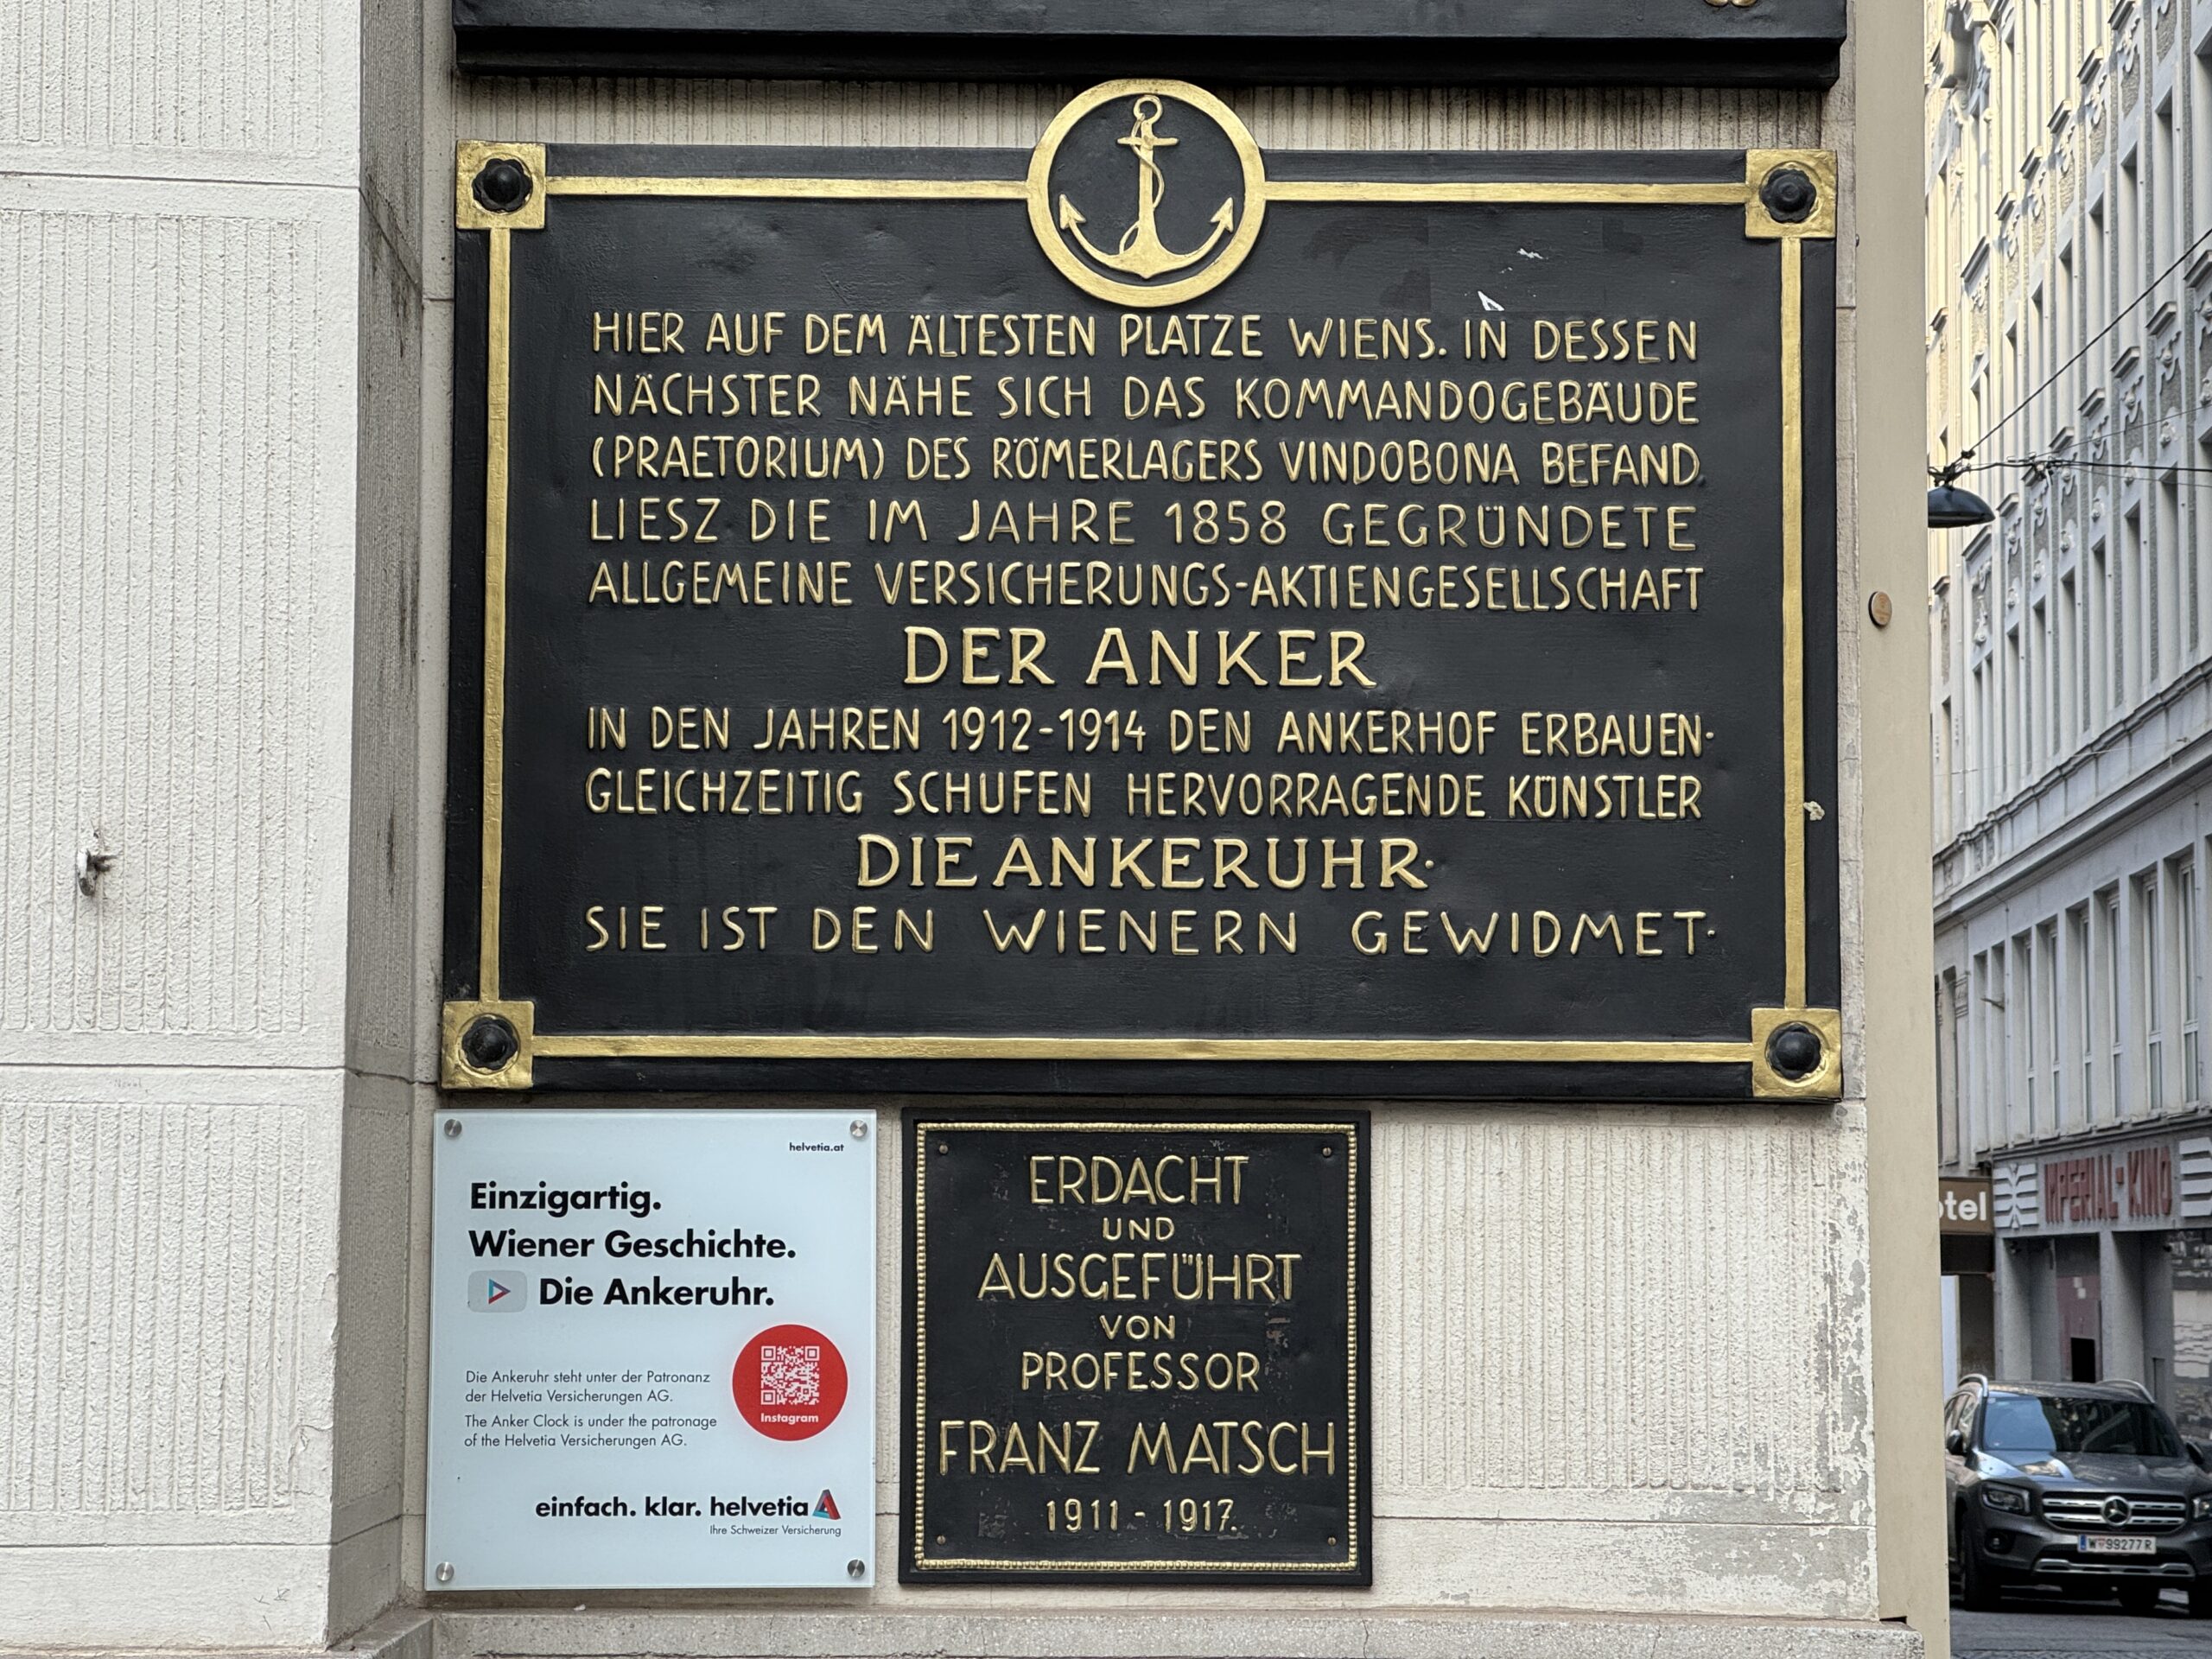 HIER AUF DEM ÄLTESTEN PLATZE WIENS. IN DESSEN
NÄCHSTER NÄHE SICH DAS KOMMANDOGEBÄUDE
(PRAETORIUM) DES RÖMERLAGERS VINDOBONA BEFAND,
LIESZ DIE IM JAHRE 1858 GEGRÜNDETE
ALLGEMEINE VERSICHERUNGS-AKTIENGESELLSCHAFT
DER ANKER
IN DEN JAHREN 1912-1914 DEN ANKERHOF ERBAUEN·
GLEICHZEITIG SCHUFEN HERVORRAGENDE KÜNSTLER
DIE ANKERUHR·
SIE IST DEN WIENERN GEWIDMET·
helvetia.at
Einzigartig.
Wiener Geschichte.
Die Ankeruhr.
Die Ankeruhr steht unter der Patronanz
der Helvetia Versicherungen AG.
The Anker Clock is under the patronage
of the Helvetia Versicherungen AG.
Instagram
einfach. klar. helvetia
Ihre Schweizer Versicherung
ERDACHT
UND
AUSGEFÜHRT
VON
PROFESSOR
FRANZ MATSCH
1911 - 1917.
otel
IMPERIAL-KINO
W 99277R